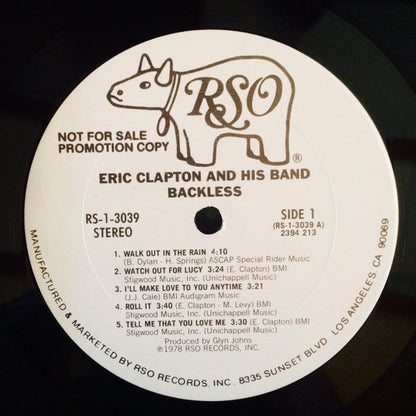 RSO
®
NOT FOR SALE
PROMOTION COPY
ERIC CLAPTON AND HIS BAND
BACKLESS
RS-1-3039
STEREO
SIDE 1
(RS-1-3039 A)
2394 213
1. WALK OUT IN THE RAIN 4:10
(B. Dylan - H. Springs) ASCAP Special Rider Music
2. WATCH OUT FOR LUCY 3:24 (E. Clapton) BMI
Stigwood Music, Inc. (Unichappell Music)
3. I'LL MAKE LOVE TO YOU ANYTIME 3:21
(J.J. Cale) BMI Audigram Music
4. ROLL IT 3:40 (E. Clapton - M. Levy) BMI
Stigwood Music, Inc. (Unichappell Music)
5. TELL ME THAT YOU LOVE ME 3:30 (E. Clapton) BMI
Stigwood Music, Inc. (Unichappell Music)
Produced by Glyn Johns
℗ 1978 RSO RECORDS, INC.
MANUFACTURED & MARKETED BY RSO RECORDS, INC. 8335 SUNSET BLVD LOS ANGELES, CA 90069